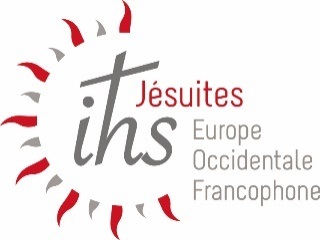 ihs
Jésuites
Europe
Occidentale
Francophone